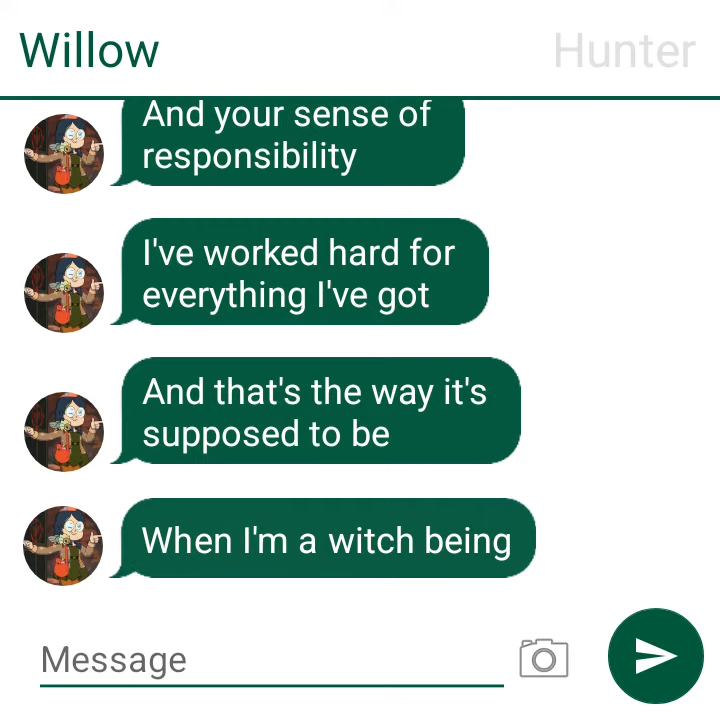 Willow
Hunter
And your sense of
responsibility
I've worked hard for
everything I've got
And that's the way it's
supposed to be
When I'm a witch being
Message